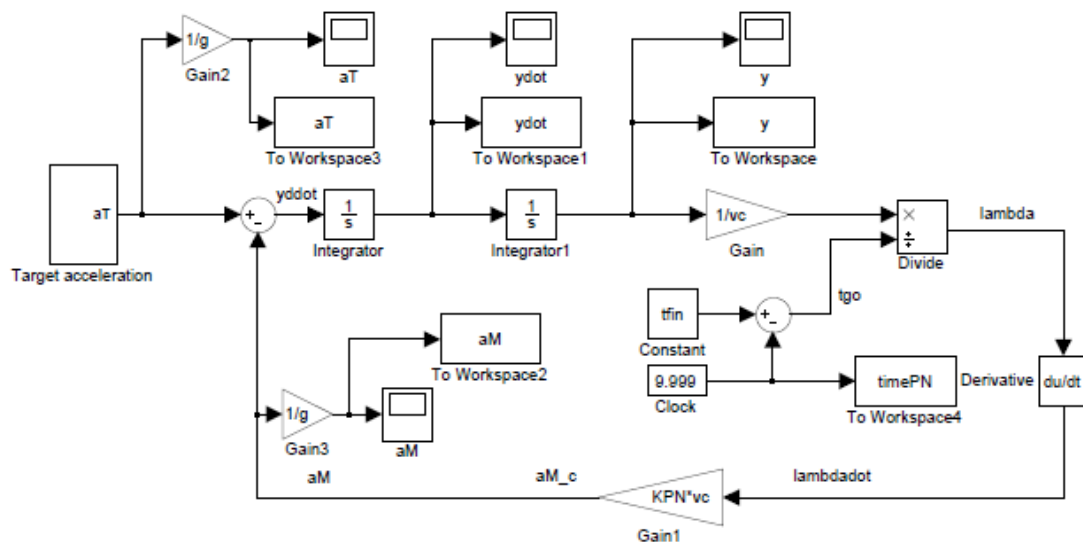 1/g
Gain2
aT
aT
To Workspace3
ydot
ydot
To Workspace1
y
y
To Workspace
aT
Target acceleration
+
-
yddot
1
s
Integrator
1
s
Integrator1
1/vc
Gain
×
÷
Divide
lambda
tgo
tfin
Constant
+
-
9.999
Clock
timePN
To Workspace4
Derivative
du/dt
aM
To Workspace2
1/g
Gain3
aM
aM
aM_c
KPN*vc
Gain1
lambdadot